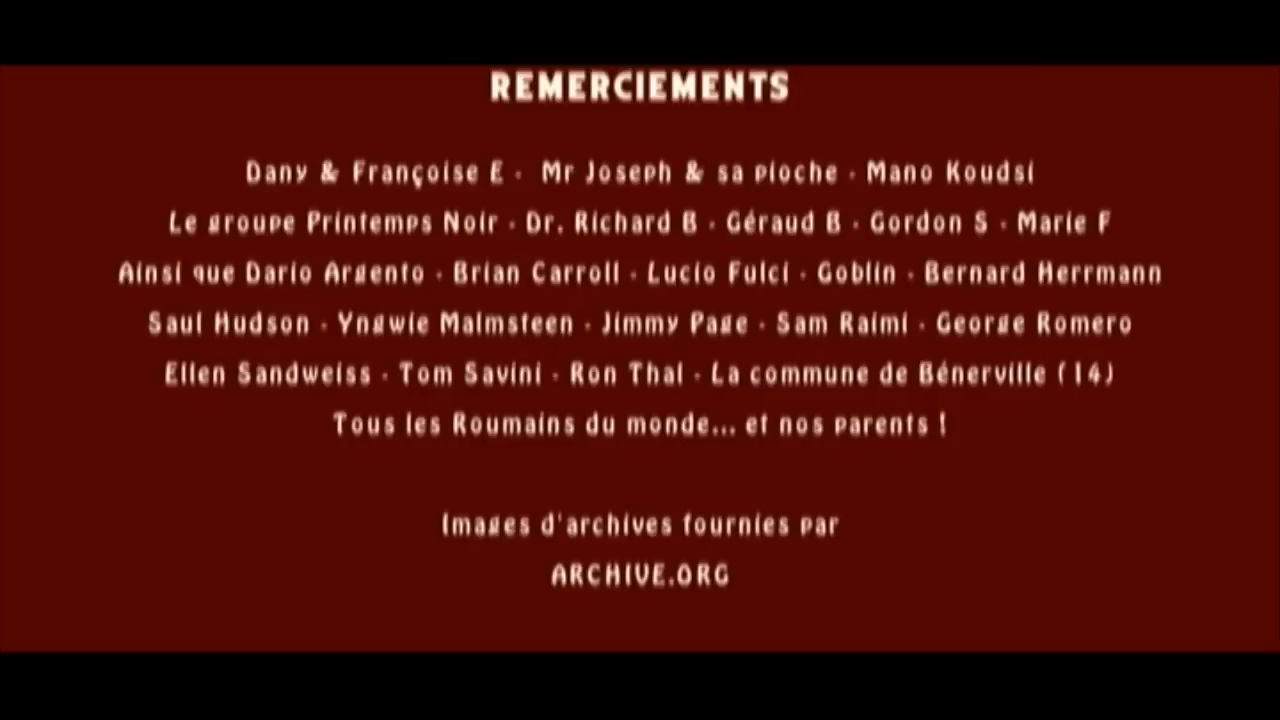 REMERCIEMENTS
Dany & Françoise E · Mr Joseph & sa pioche · Mano Koudsi
Le groupe Printemps Noir · Dr. Richard B · Géraud B · Gordon S · Marie F
Ainsi que Dario Argento · Brian Carroll · Lucio Fulci · Goblin · Bernard Herrmann
Saul Hudson · Yngwie Malmsteen · Jimmy Page · Sam Raimi · George Romero
Ellen Sandweiss · Tom Savini · Ron Thal · La commune de Bénerville (14)
Tous les Roumains du monde... et nos parents !
Images d'archives fournies par
ARCHIVE.ORG